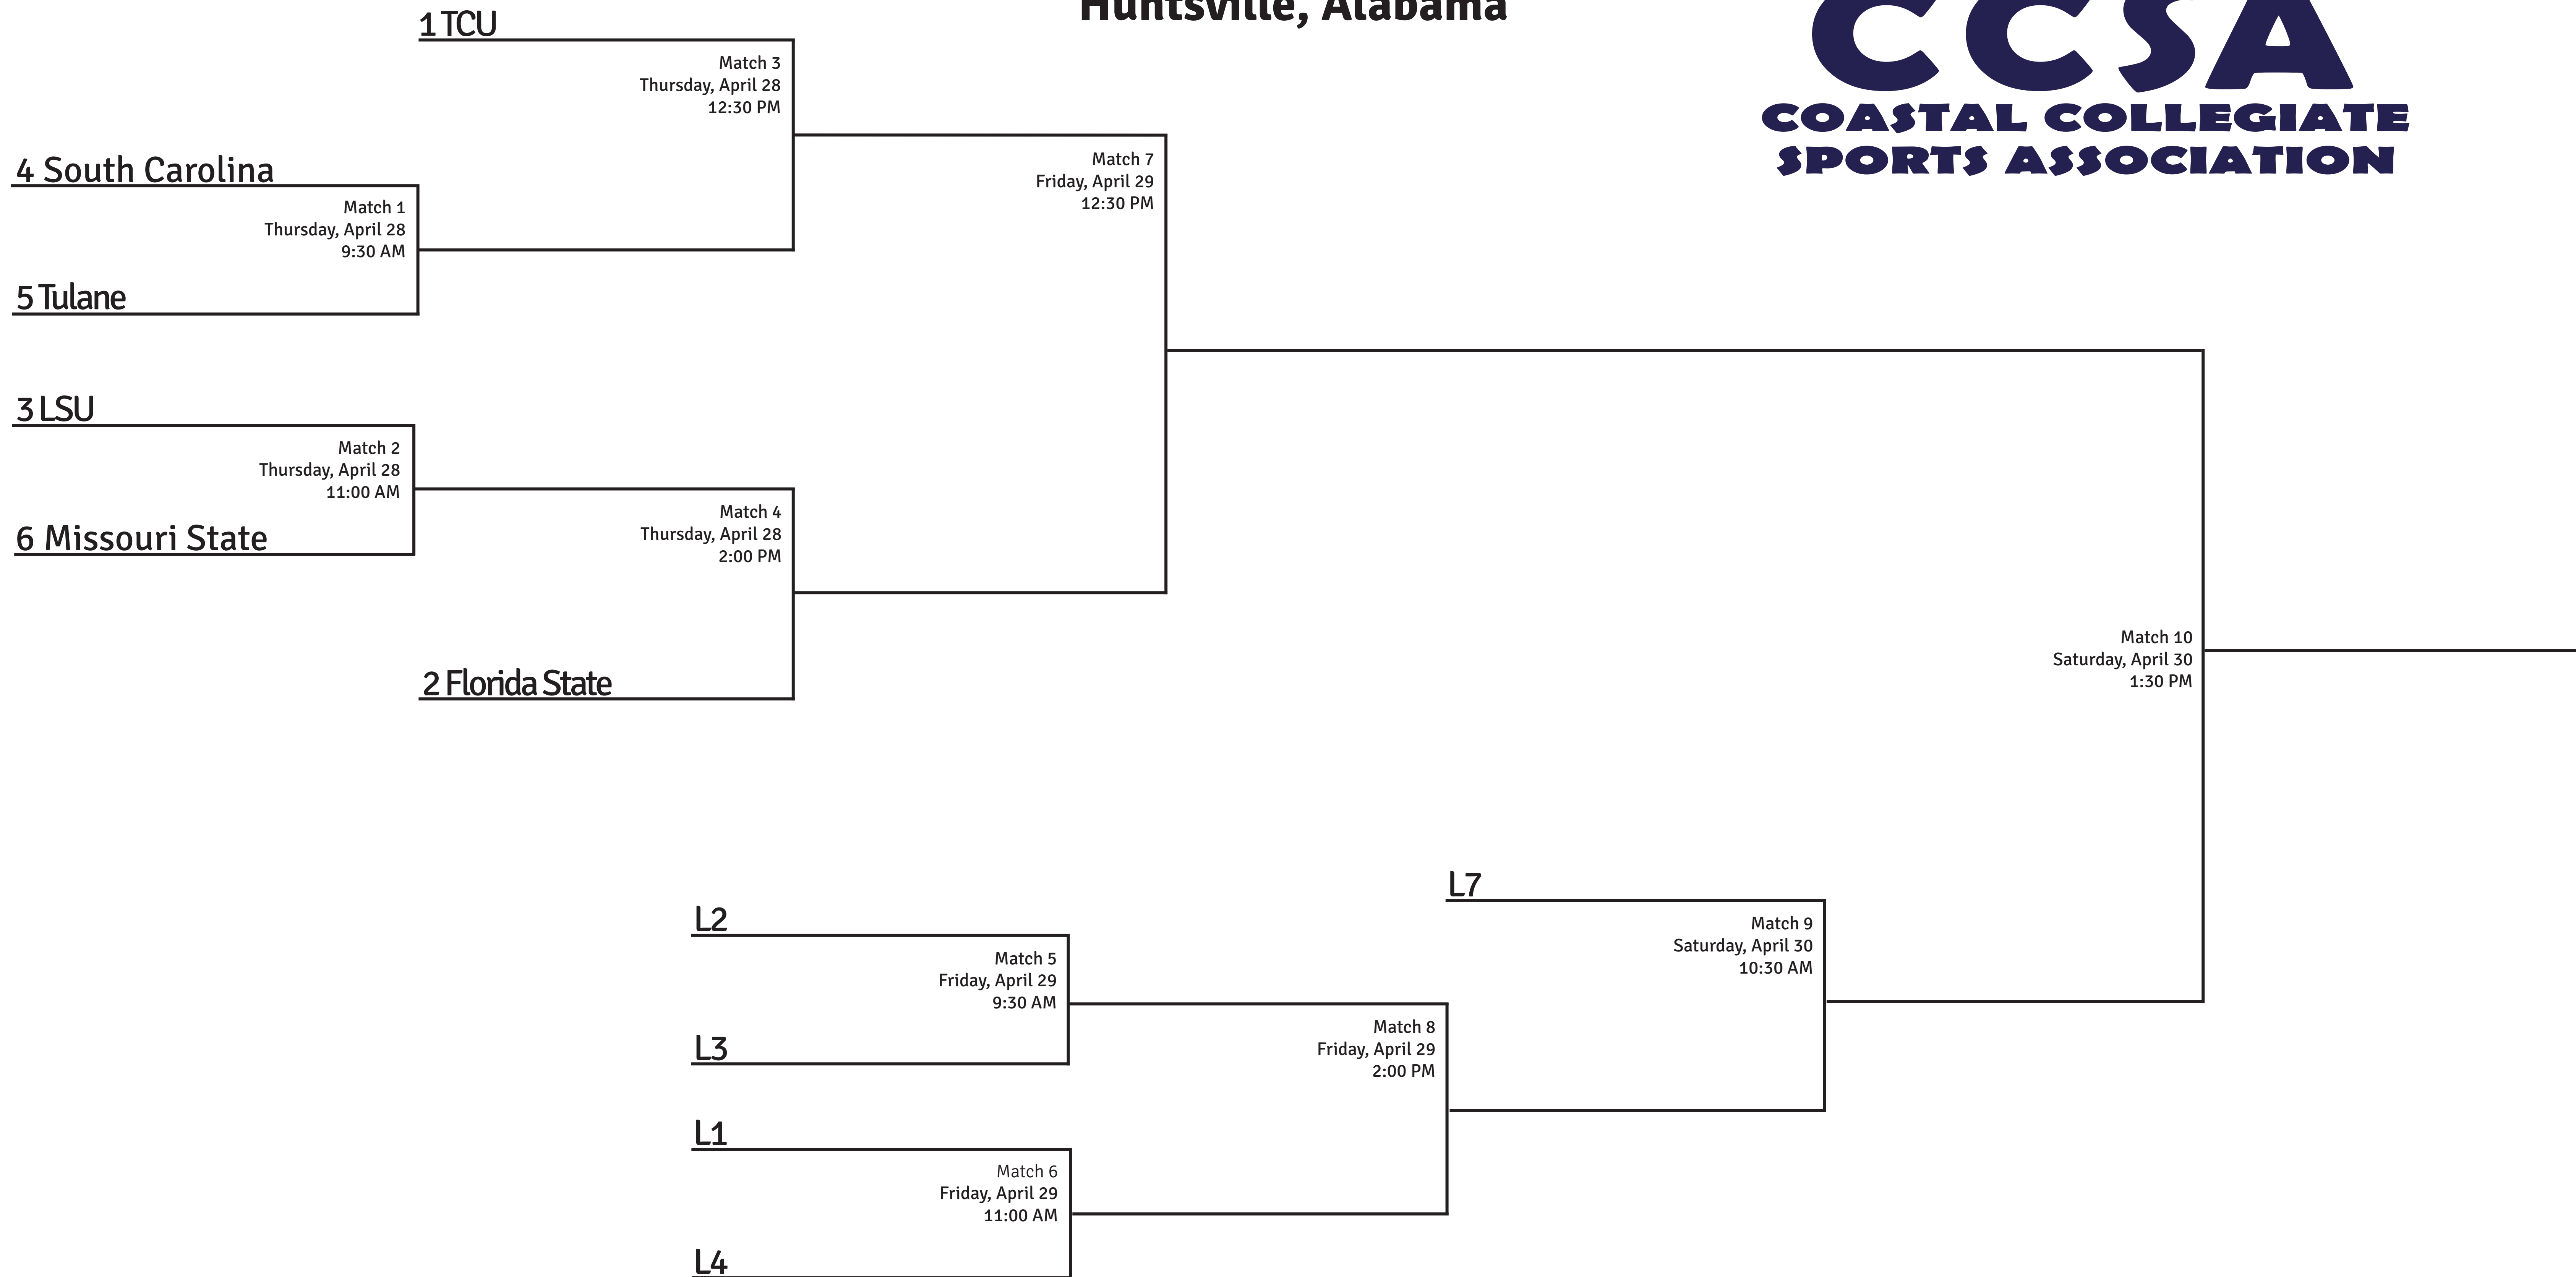 Huntsville, Alabama
CCSA
COASTAL COLLEGIATE
SPORTS ASSOCIATION
1 TCU
Match 3
Thursday, April 28
12:30 PM
4 South Carolina
Match 1
Thursday, April 28
9:30 AM
5 Tulane
Match 7
Friday, April 29
12:30 PM
3 LSU
Match 2
Thursday, April 28
11:00 AM
6 Missouri State
Match 4
Thursday, April 28
2:00 PM
2 Florida State
Match 10
Saturday, April 30
1:30 PM
L7
Match 9
Saturday, April 30
10:30 AM
L2
Match 5
Friday, April 29
9:30 AM
L3
Match 8
Friday, April 29
2:00 PM
L1
Match 6
Friday, April 29
11:00 AM
L4